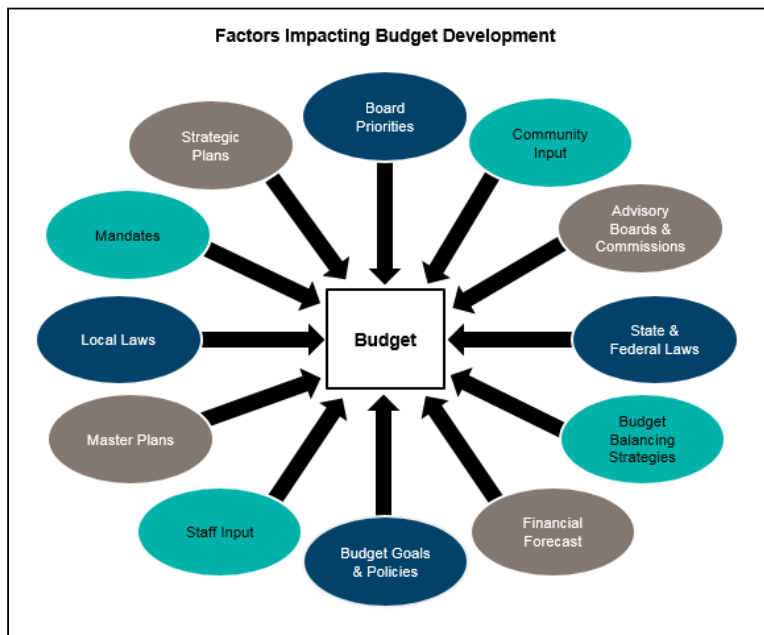 Factors Impacting Budget Development
Board
Priorities
Community
Input
Advisory
Boards &
Commissions
State &
Federal Laws
Budget
Balancing
Strategies
Financial
Forecast
Budget Goals
& Policies
Staff Input
Master Plans
Local Laws
Mandates
Strategic
Plans
Budget